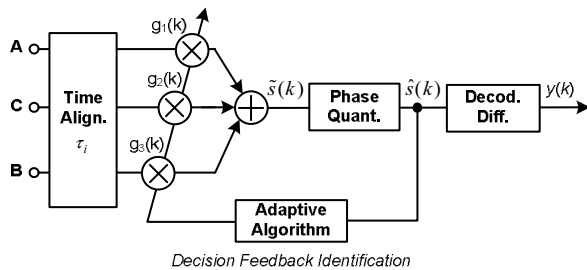 A
C
B
Time
Align.
τᵢ
g₁(k)
g₂(k)
g₃(k)
s̃(k)
Phase
Quant.
ŝ(k)
Decod.
Diff.
y(k)
Adaptive
Algorithm
Decision Feedback Identification